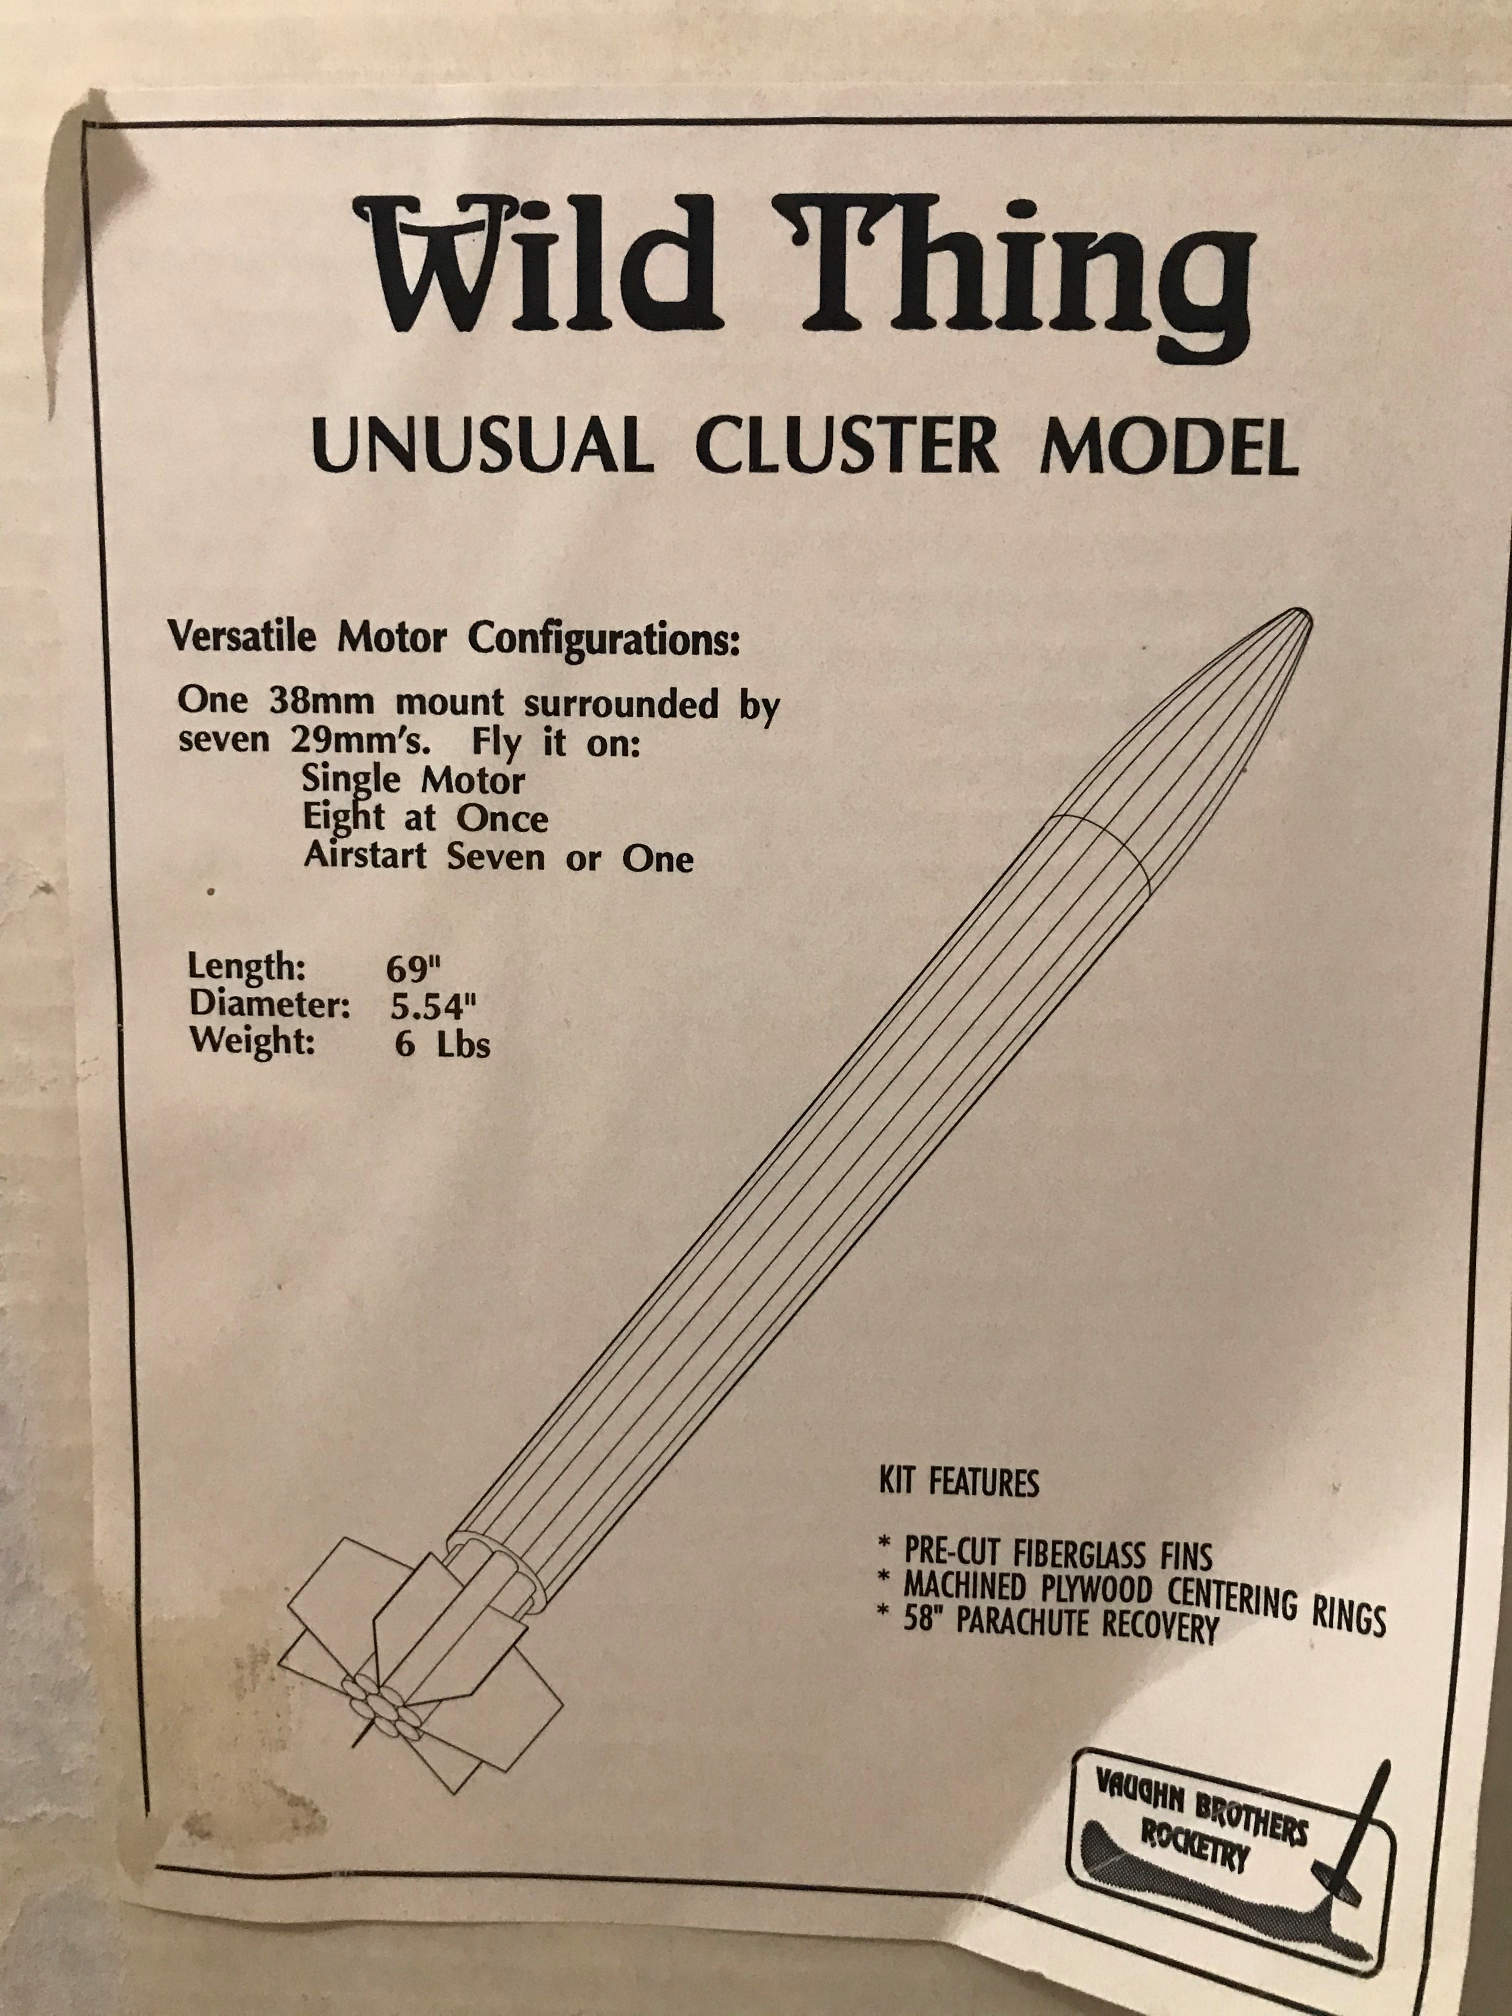 Wild Thing
UNUSUAL CLUSTER MODEL
Versatile Motor Configurations:
One 38mm mount surrounded by
seven 29mm's. Fly it on:
Single Motor
Eight at Once
Airstart Seven or One
Length: 69"
Diameter: 5.54"
Weight: 6 Lbs
KIT FEATURES
* PRE-CUT FIBERGLASS FINS
* MACHINED PLYWOOD CENTERING RINGS
* 58" PARACHUTE RECOVERY
VAUGHN BROTHERS
ROCKETRY